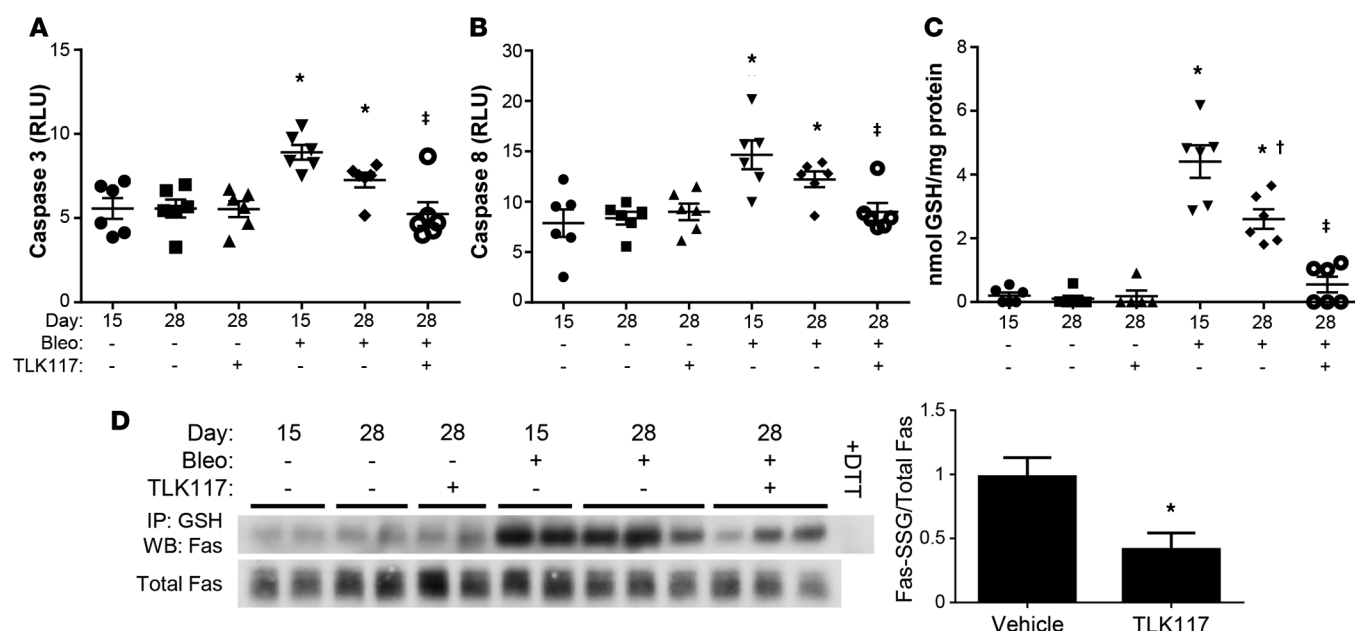 A
B
C
15
10
5
0
Caspase 3 (RLU)
* * ‡
30
20
15
10
5
0
Caspase 8 (RLU)
* * ‡
8
6
4
2
0
nmol GSH/mg protein
* * † ‡
Day: 15 28 28 15 28 28
Bleo: - - - + + +
TLK117: - - + - - +
15 28 28 15 28 28
- - - + + +
- - + - - +
15 28 28 15 28 28
- - - + + +
- - + - - +
D
Day: 15 28 28 15 28 28
Bleo: - - - + + +
TLK117: - - + - - +
+DTT
IP: GSH
WB: Fas
Total Fas
1.5
1
0.5
0
Fas-SSG/Total Fas
*
Vehicle TLK117